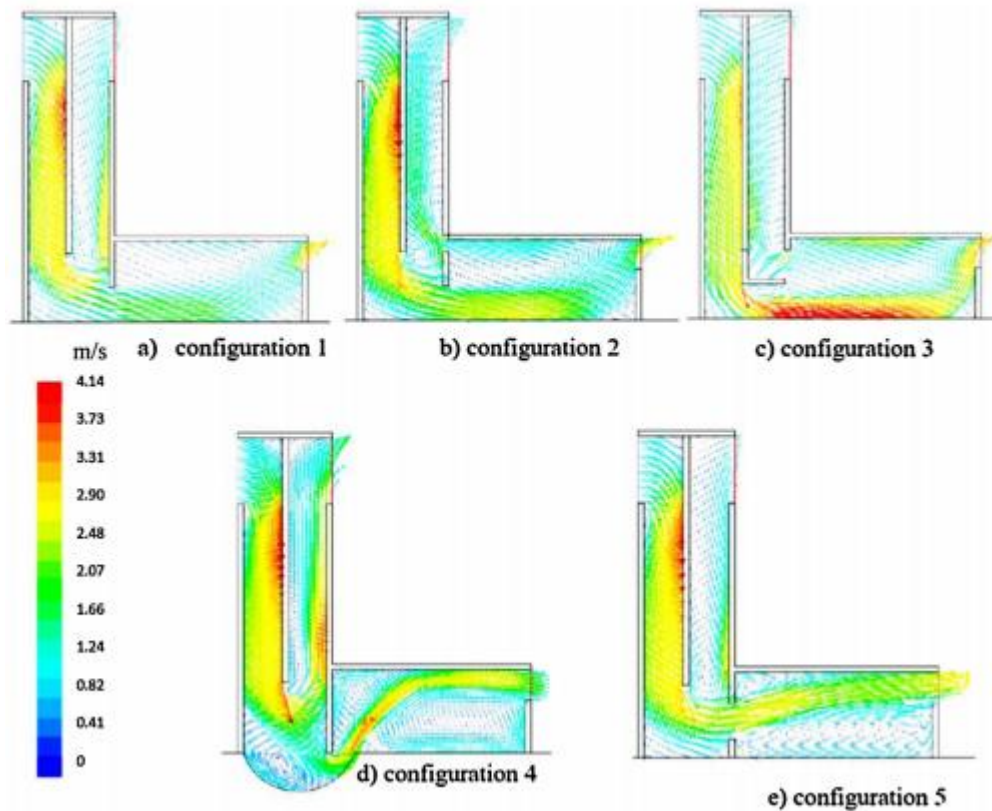 a) configuration 1
b) configuration 2
c) configuration 3
m/s
4.14
3.73
3.31
2.90
2.48
2.07
1.66
1.24
0.82
0.41
0
d) configuration 4
e) configuration 5